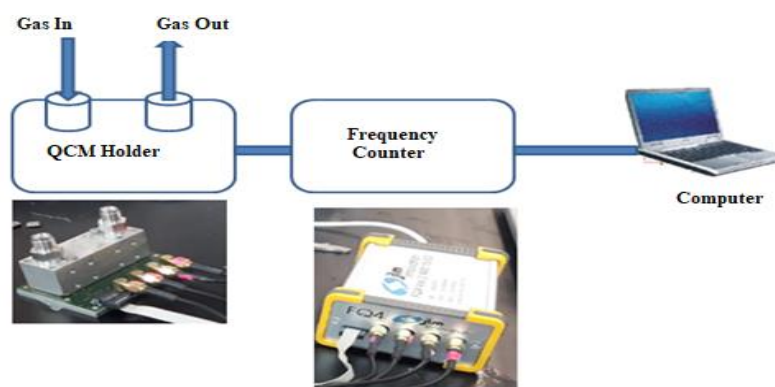 Gas In
Gas Out
QCM Holder
Frequency
Counter
Computer
FQ4